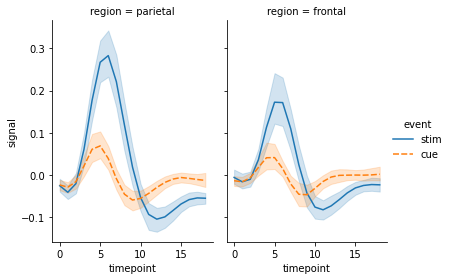 region = parietal
region = frontal
0.3
0.2
0.1
0.0
−0.1
signal
0 5 10 15
0 5 10 15
timepoint
timepoint
event
stim
cue